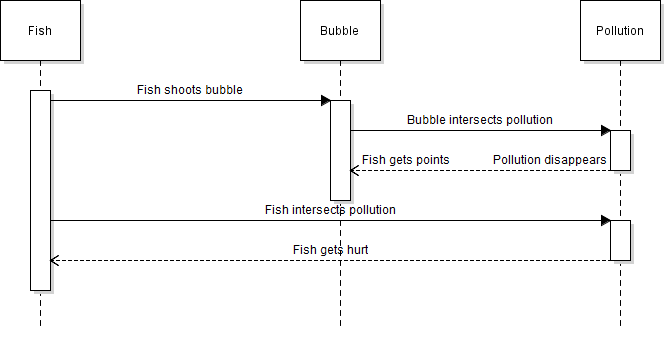 Fish
Bubble
Pollution
Fish shoots bubble
Bubble intersects pollution
Fish gets points
Pollution disappears
Fish intersects pollution
Fish gets hurt